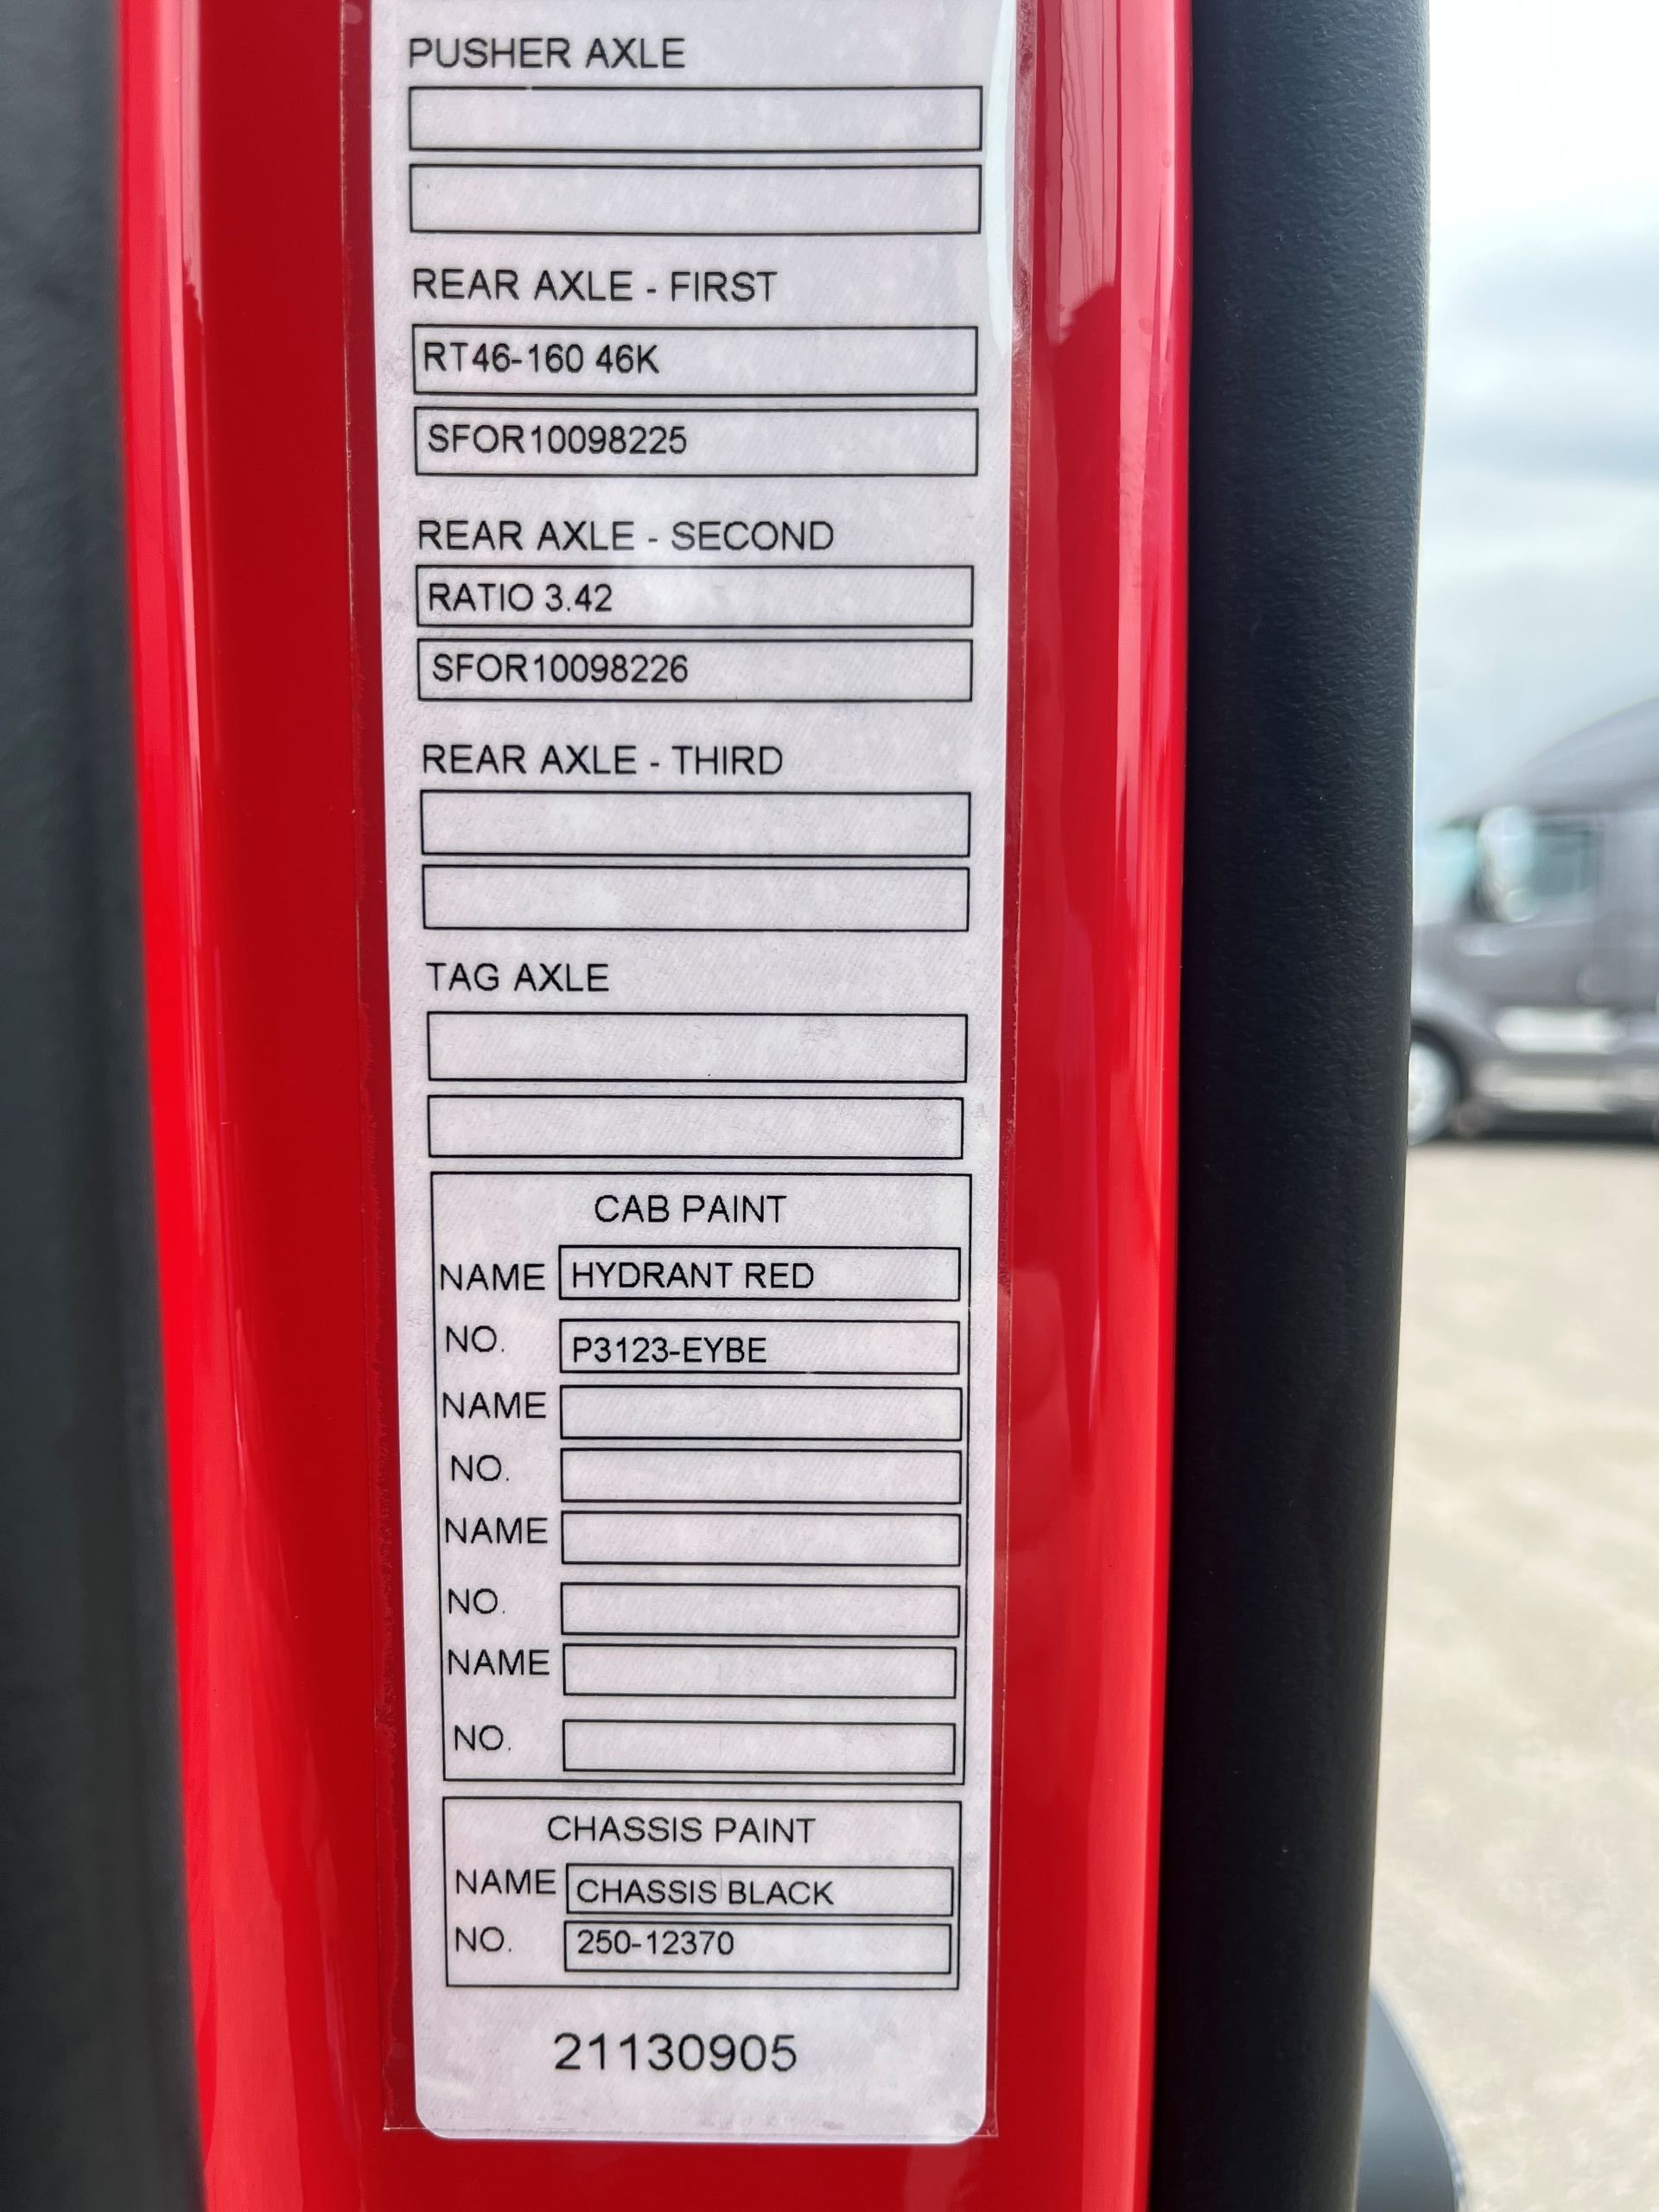 PUSHER AXLE
REAR AXLE - FIRST
RT46-160 46K
SFOR10098225
REAR AXLE - SECOND
RATIO 3.42
SFOR10098226
REAR AXLE - THIRD
TAG AXLE
CAB PAINT
NAME HYDRANT RED
NO. P3123-EYBE
NAME
NO.
NAME
NO.
NAME
NO.
CHASSIS PAINT
NAME CHASSIS BLACK
NO. 250-12370
21130905